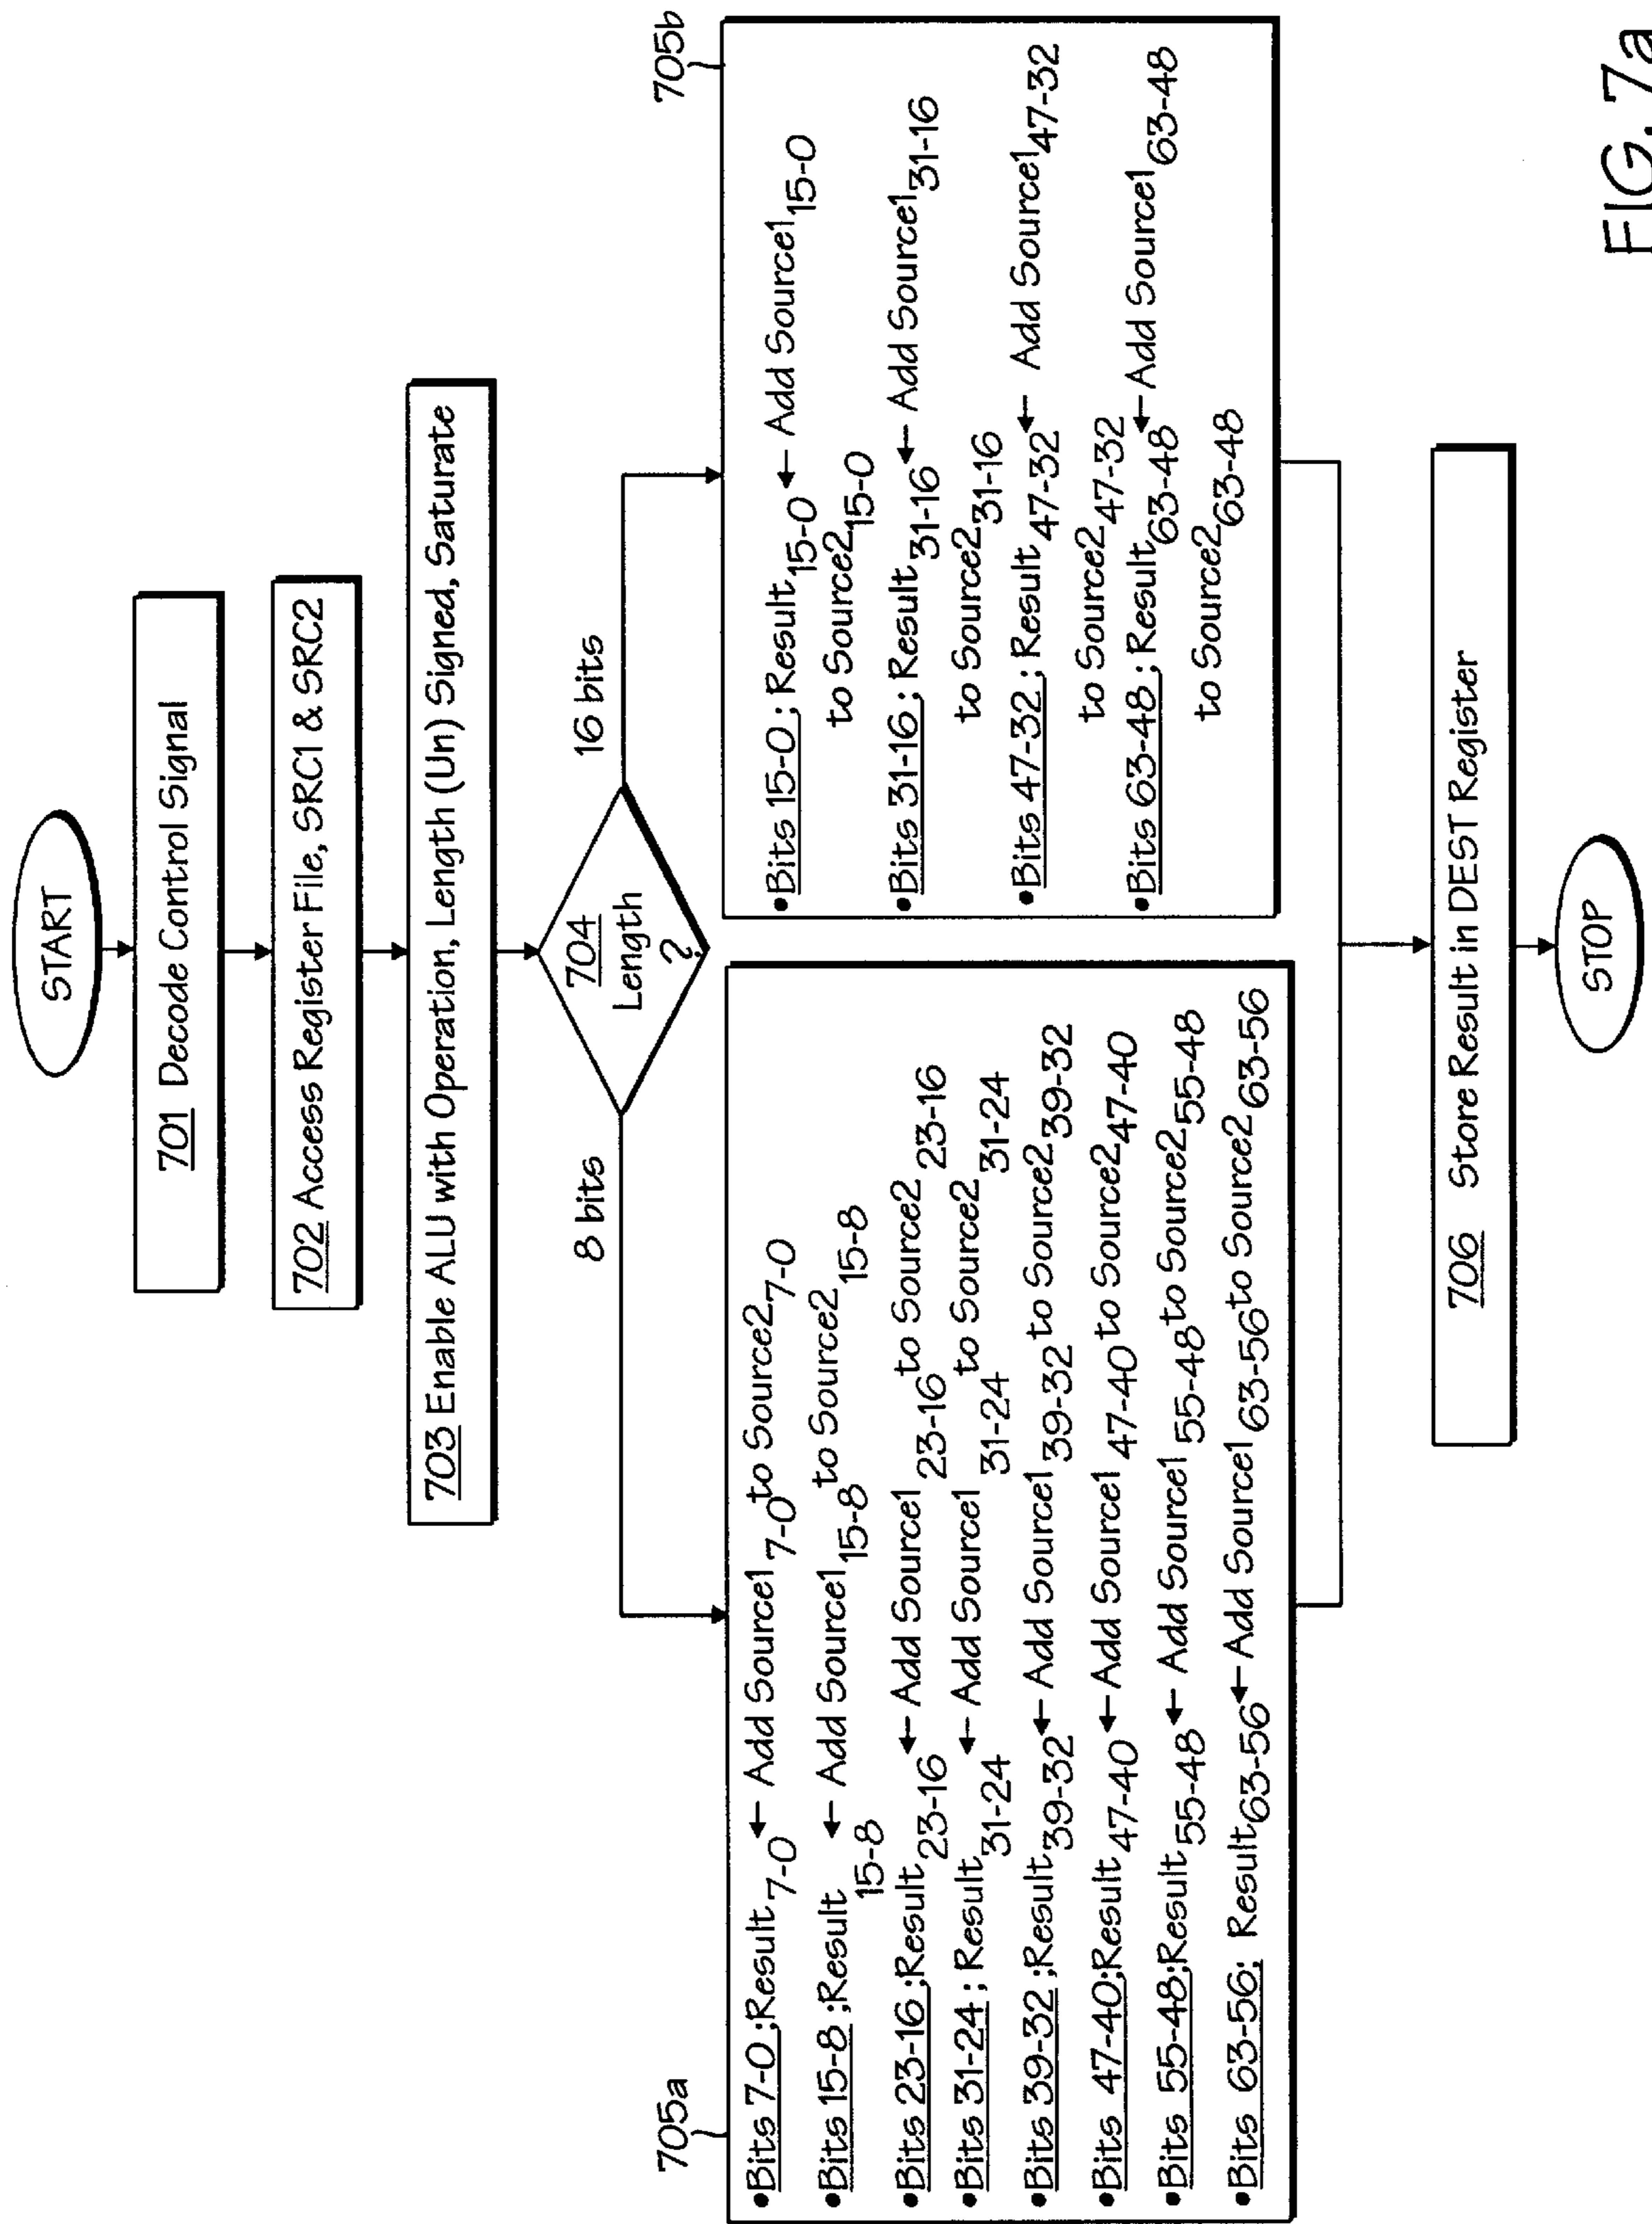 START
701 Decode Control Signal
702 Access Register File, SRC1 & SRC2
703 Enable ALU with Operation, Length (Un) Signed, Saturate
704
Length
?
8 bits
16 bits
705a
•Bits 7-0;Result7-0 ← Add Source17-0 to Source27-0
•Bits 15-8;Result15-8 ← Add Source115-8 to Source215-8
•Bits 23-16;Result23-16 ← Add Source123-16 to Source223-16
•Bits 31-24; Result31-24 ← Add Source131-24 to Source231-24
•Bits 39-32;Result39-32 ← Add Source139-32 to Source239-32
•Bits 47-40;Result47-40 ← Add Source147-40 to Source247-40
•Bits 55-48;Result55-48 ← Add Source155-48 to Source255-48
•Bits 63-56; Result63-56 ← Add Source163-56 to Source263-56
705b
•Bits 15-0; Result15-0 ← Add Source115-0
to Source215-0
•Bits 31-16; Result31-16 ← Add Source131-16
to Source231-16
•Bits 47-32; Result47-32 ← Add Source147-32
to Source247-32
•Bits 63-48; Result63-48 ← Add Source163-48
to Source263-48
706 Store Result in DEST Register
STOP
FIG. 7a